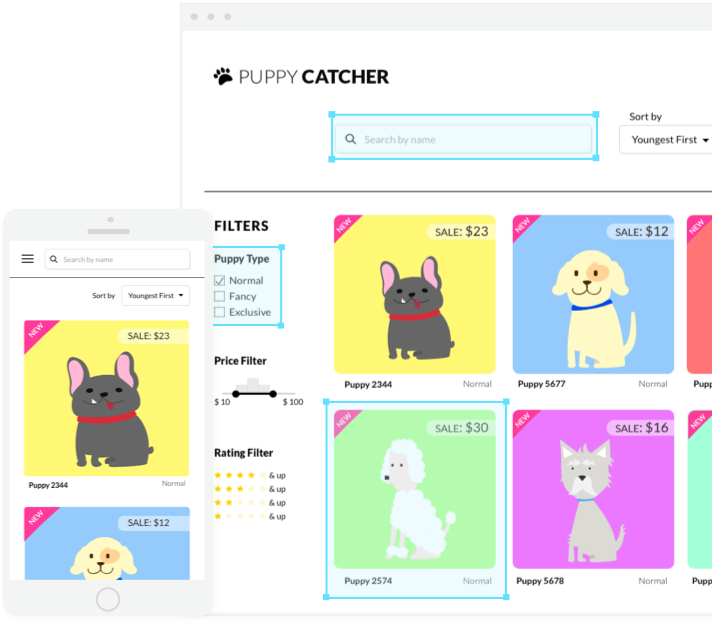 PUPPY CATCHER
Search by name
Sort by
Youngest First
FILTERS
Puppy Type
Normal
Fancy
Exclusive
Price Filter
$ 10
$ 100
Rating Filter
& up
& up
& up
& up
NEW
SALE: $23
Puppy 2344
Normal
NEW
SALE: $12
Puppy 5677
Normal
NEW
Pupp
NEW
SALE: $30
Puppy 2574
Normal
NEW
SALE: $16
Puppy 5678
Normal
NEW
Pupp
Search by name
Sort by
Youngest First
NEW
SALE: $23
Puppy 2344
Normal
NEW
SALE: $12